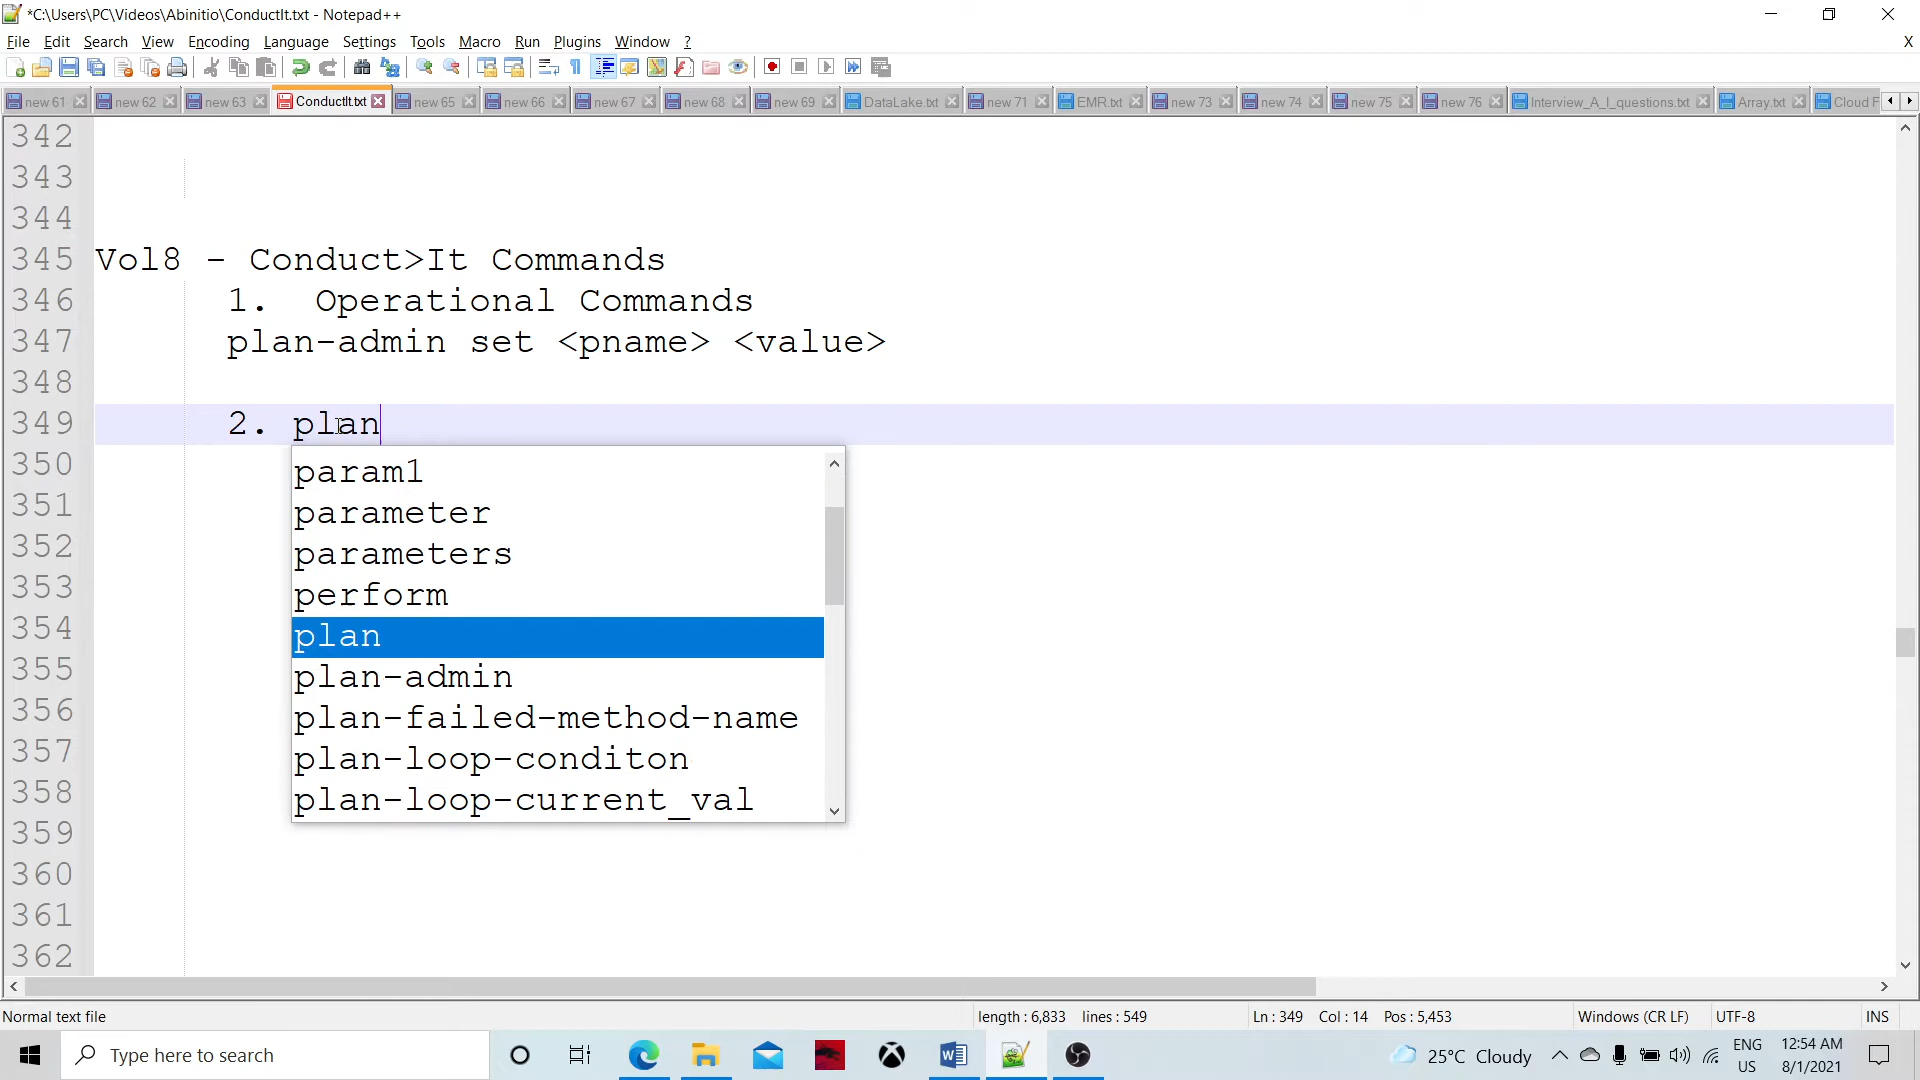 *C:\Users\PC\Videos\Abinitio\ConductIt.txt - Notepad++
File Edit Search View Encoding Language Settings Tools Macro Run Plugins Window ? X
new 61 new 62 new 63 ConductIt.txt new 65 new 66 new 67 new 68 new 69 DataLake.txt new 71 EMR.txt new 73 new 74 new 75 new 76 Interview_A_I_questions.txt Array.txt Cloud F
342
343
344
345 Vol8 - Conduct>It Commands
346 1. Operational Commands
347 plan-admin set <pname> <value>
348
349 2. plan
350 param1
351 parameter
352 parameters
353 perform
354 plan
355 plan-admin
356 plan-failed-method-name
357 plan-loop-conditon
358 plan-loop-current_val
359
360
361
362
Normal text file length : 6,833 lines : 549 Ln : 349 Col : 14 Pos : 5,453 Windows (CR LF) UTF-8 INS
Type here to search 25°C Cloudy ENG US 12:54 AM 8/1/2021